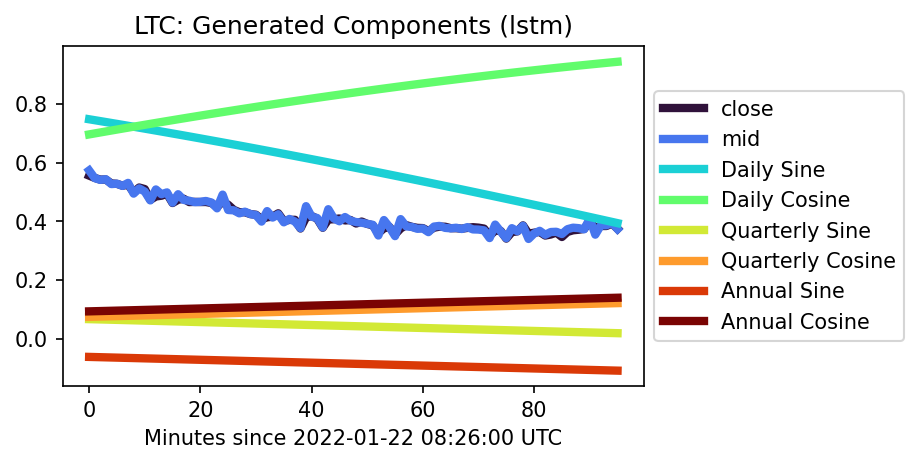 LTC: Generated Components (lstm)
0.8
0.6
0.4
0.2
0.0
0 20 40 60 80
Minutes since 2022-01-22 08:26:00 UTC
close
mid
Daily Sine
Daily Cosine
Quarterly Sine
Quarterly Cosine
Annual Sine
Annual Cosine